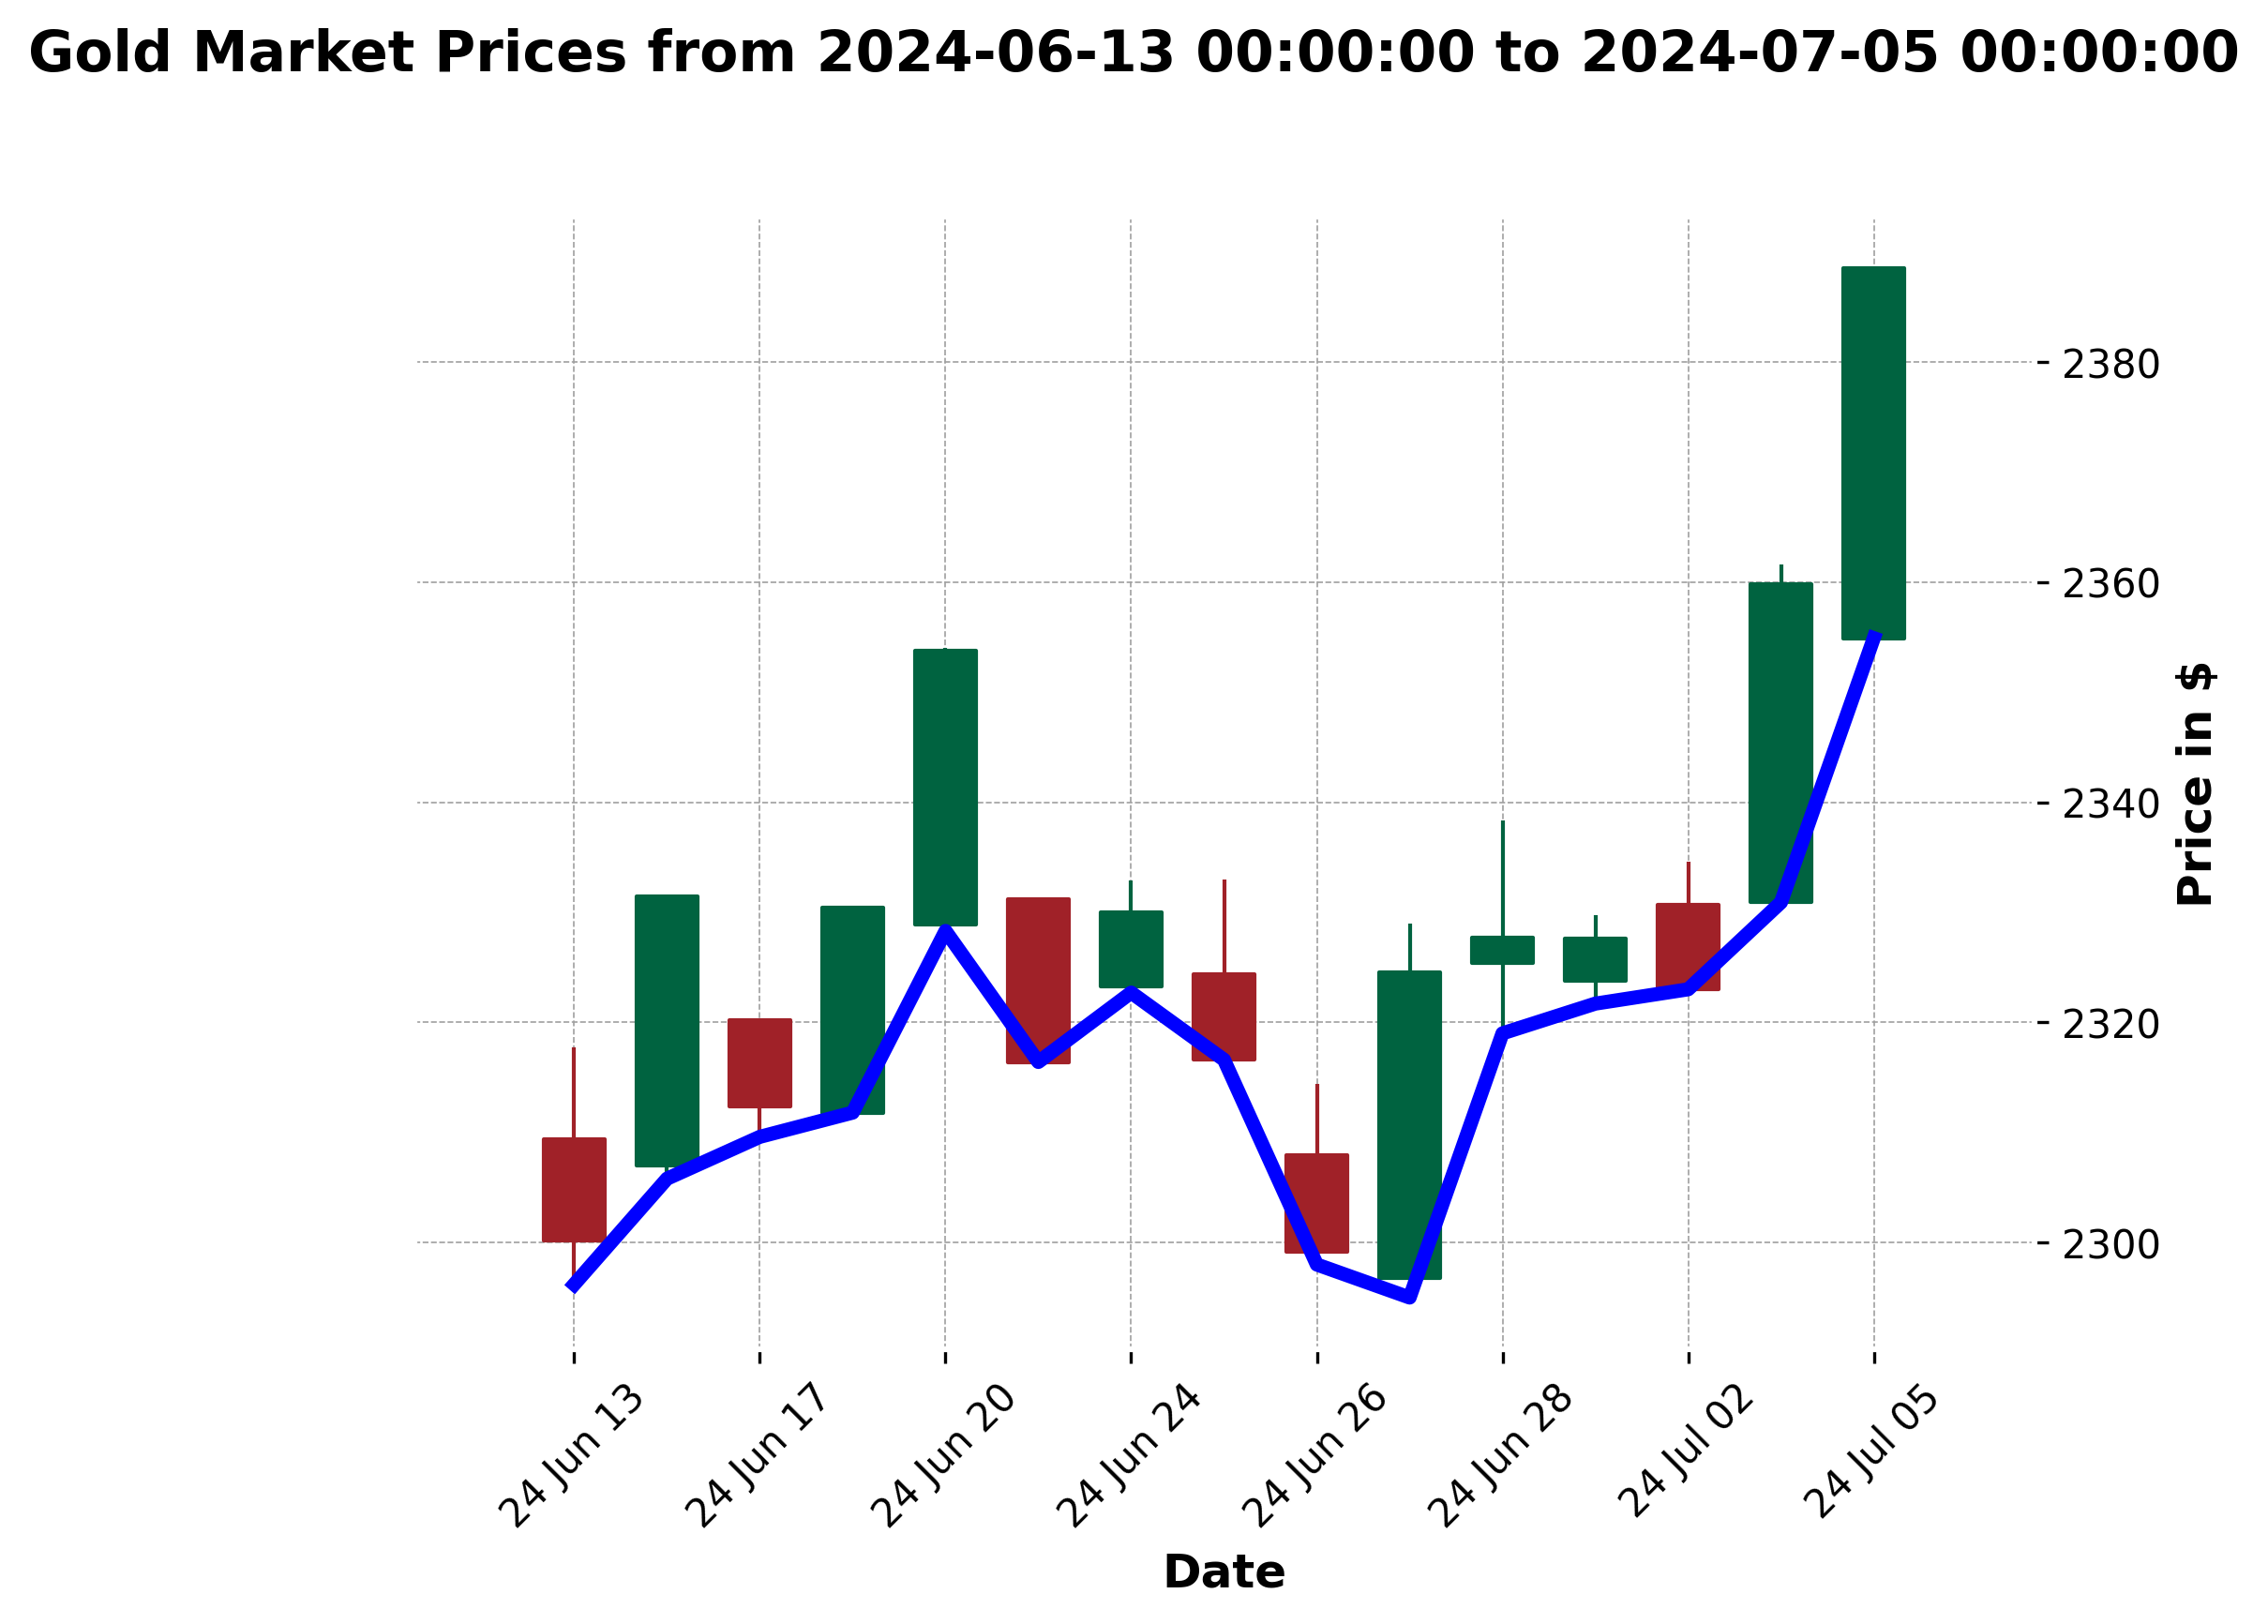 Gold Market Prices from 2024-06-13 00:00:00 to 2024-07-05 00:00:00
2380
2360
2340
2320
2300
Price in $
24 Jun 13
24 Jun 17
24 Jun 20
24 Jun 24
24 Jun 26
24 Jun 28
24 Jul 02
24 Jul 05
Date